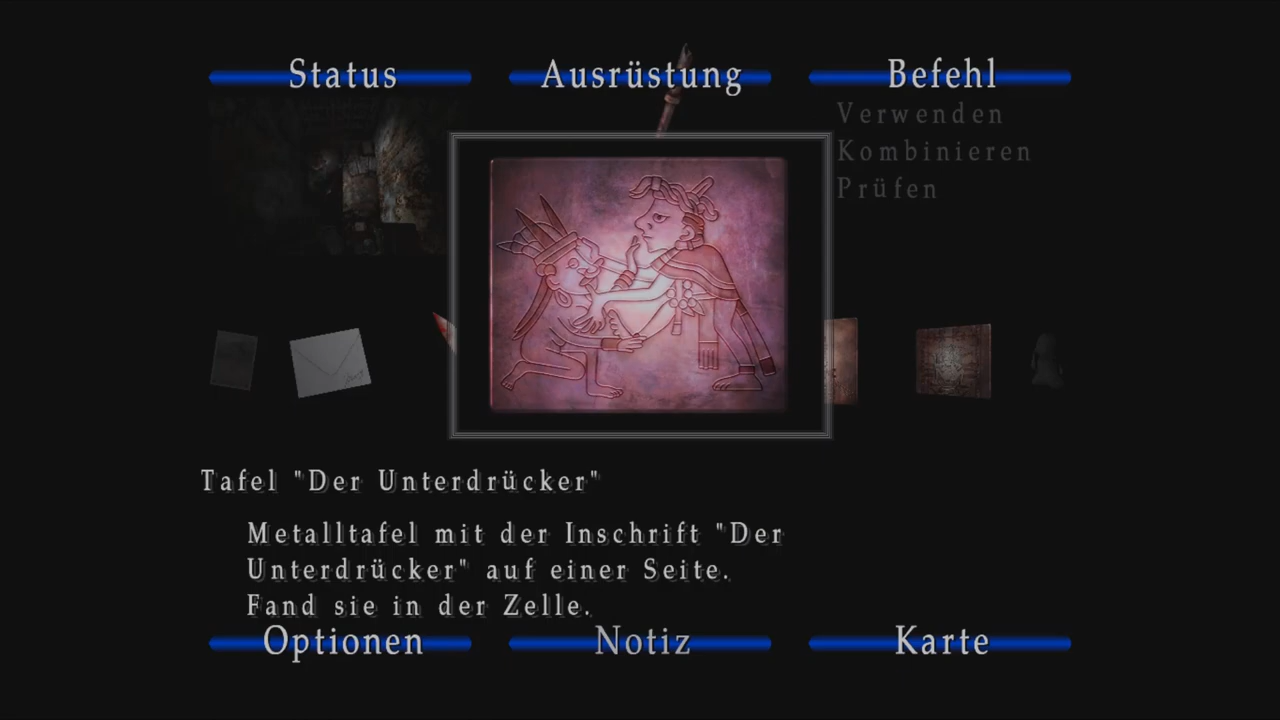 Status
Ausrüstung
Befehl
Verwenden
Kombinieren
Prüfen
Tafel "Der Unterdrücker"
Metalltafel mit der Inschrift "Der
Unterdrücker" auf einer Seite.
Fand sie in der Zelle.
Optionen
Notiz
Karte